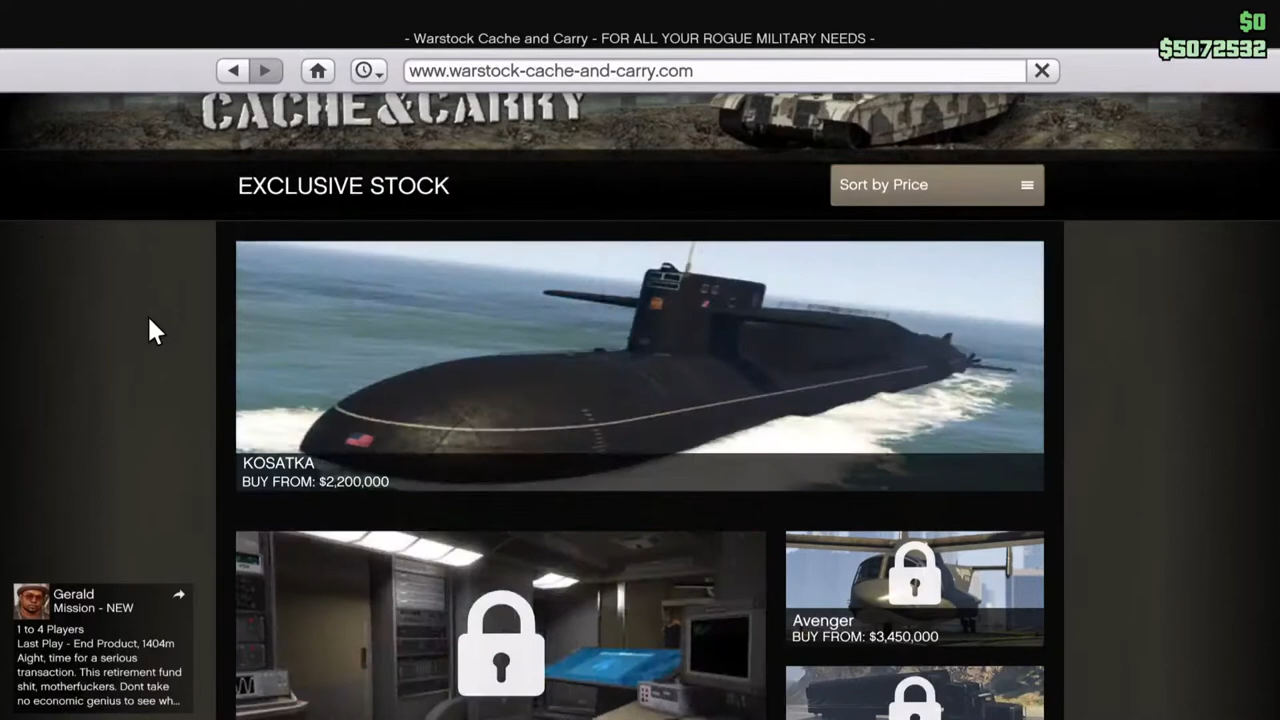 $0
$5072532
- Warstock Cache and Carry - FOR ALL YOUR ROGUE MILITARY NEEDS -
www.warstock-cache-and-carry.com
CACHE&CARRY
EXCLUSIVE STOCK
Sort by Price
KOSATKA
BUY FROM: $2,200,000
Avenger
BUY FROM: $3,450,000
Gerald
Mission - NEW
1 to 4 Players
Last Play - End Product, 1404m
Aight, time for a serious
transaction. This retirement fund
shit, motherfuckers. Dont take
no economic genius to see wh...